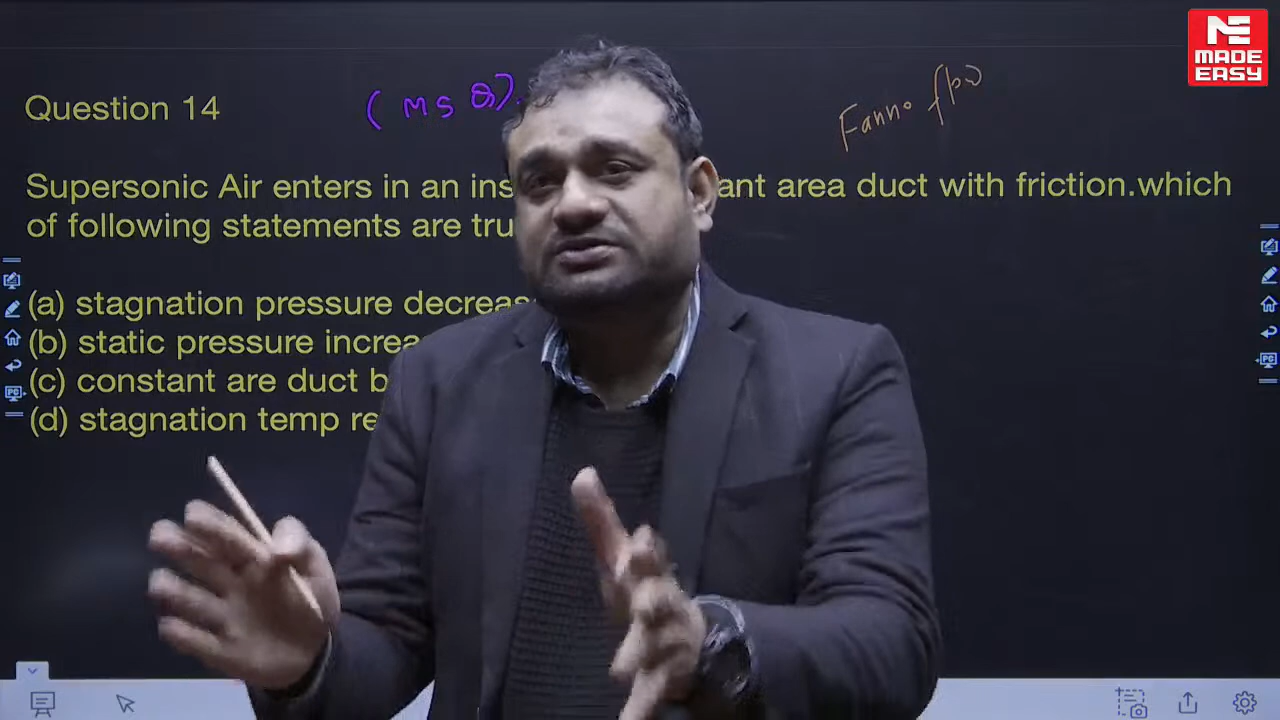 MADE
EASY
Question 14 (MSQ).
Fanno flow
Supersonic Air enters in an ins ant area duct with friction.which
of following statements are tru
(a) stagnation pressure decreas
(b) static pressure increa
(c) constant are duct b
(d) stagnation temp re